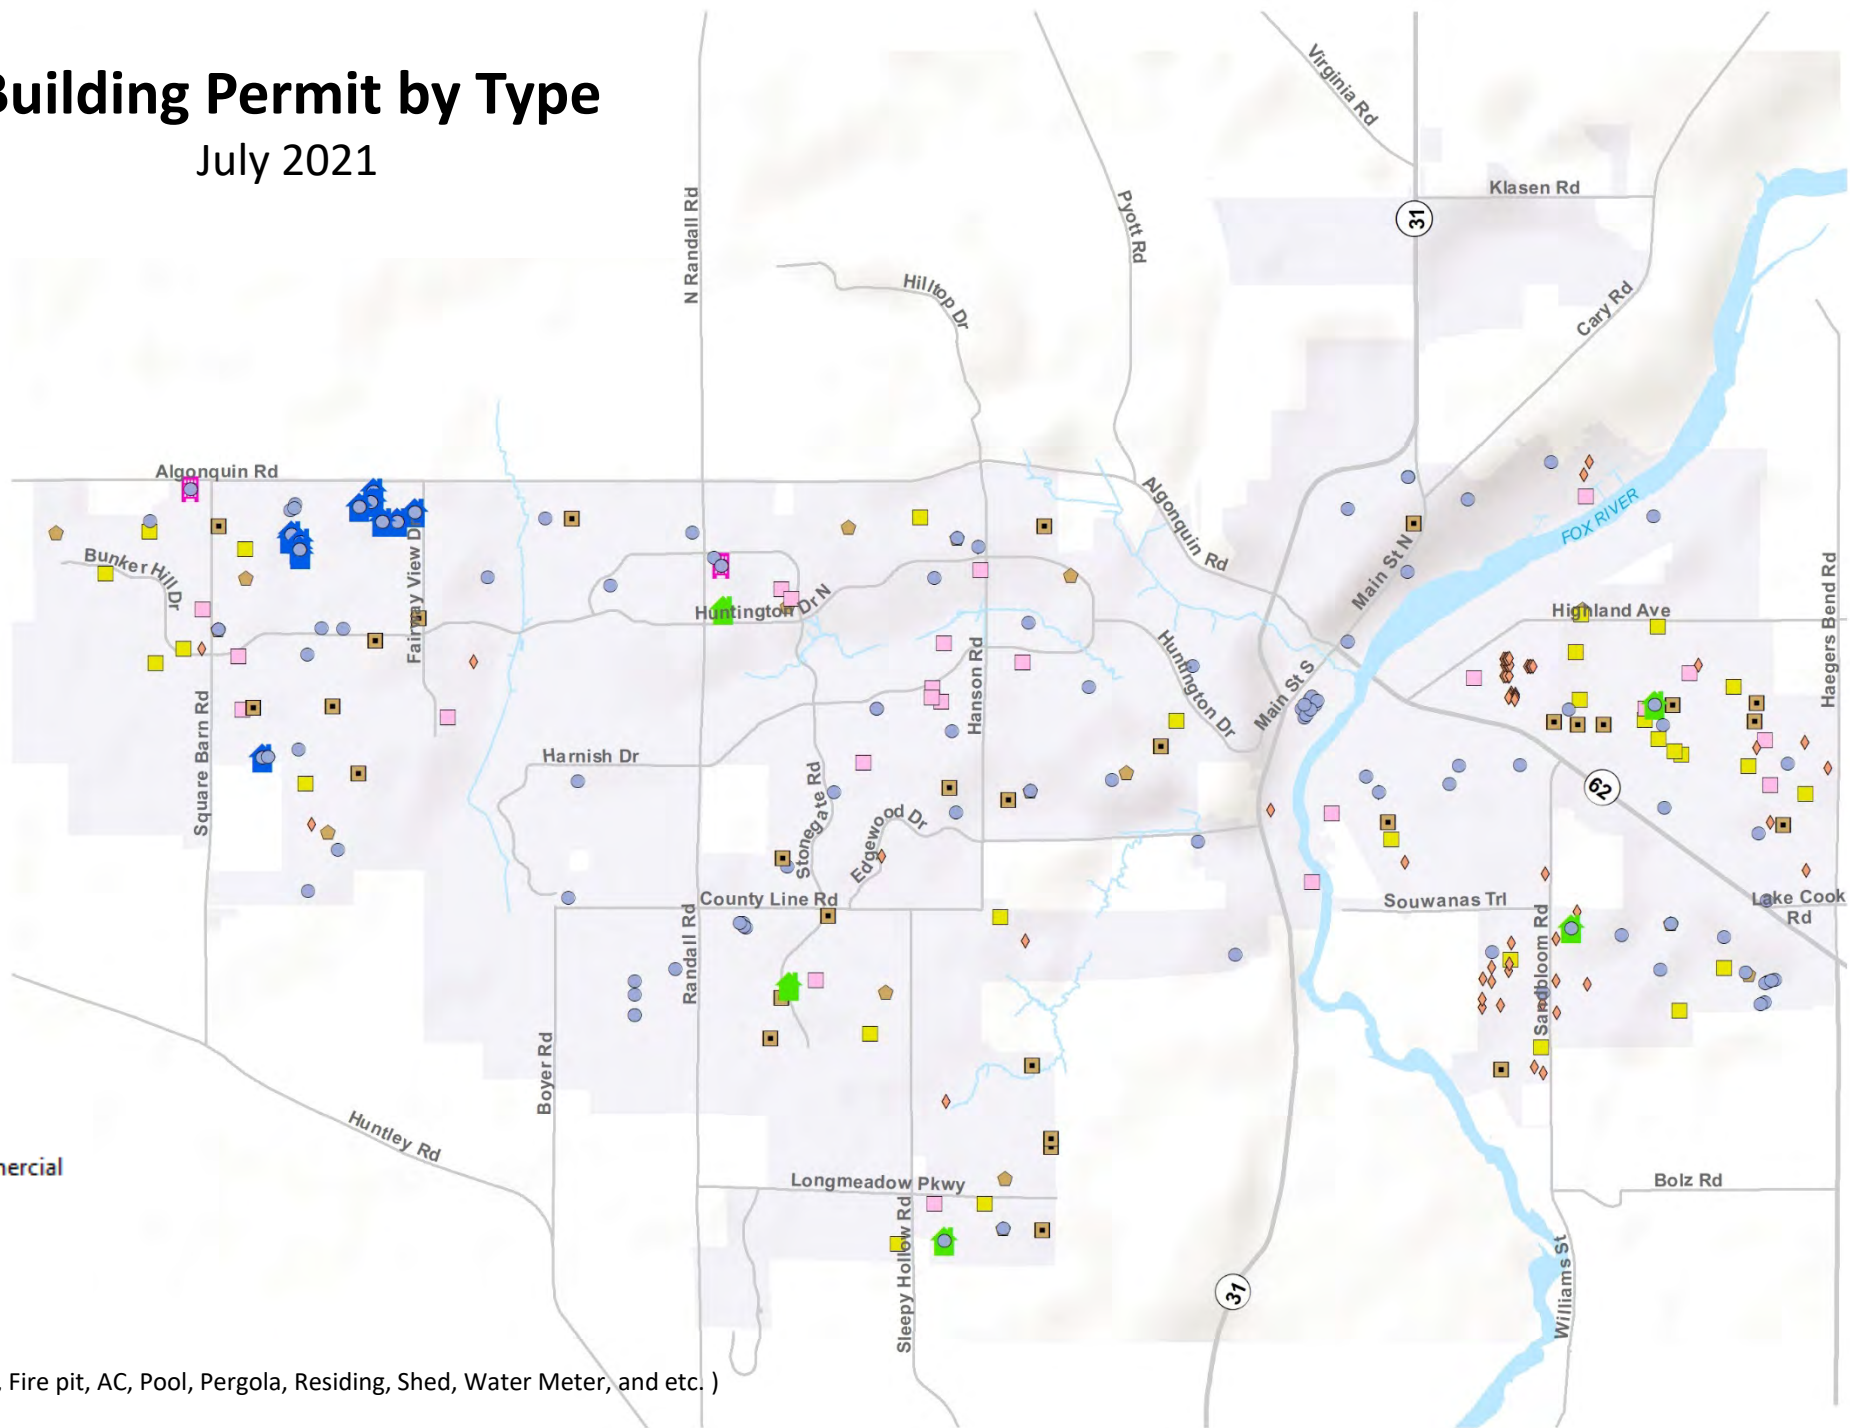 Building Permit by Type
July 2021
Virginia Rd
Klasen Rd
31
N Randall Rd
Pyott Rd
Hilltop Dr
Cary Rd
Algonquin Rd
Algonquin Rd
FOX RIVER
Main St N
Bunker Hill Dr
Fairway View Dr
Huntington Dr N
Highland Ave
Haegers Bend Rd
Huntington Dr
Main St S
Hanson Rd
Square Barn Rd
Harnish Dr
Stonegate Rd
Edgewood Dr
62
County Line Rd
Souwanas Trl
Lake Cook
Rd
Randall Rd
Sandbloom Rd
Boyer Rd
Huntley Rd
mercial
Longmeadow Pkwy
Bolz Rd
Sleepy Hollow Rd
31
Williams St
Fire pit, AC, Pool, Pergola, Residing, Shed, Water Meter, and etc. )